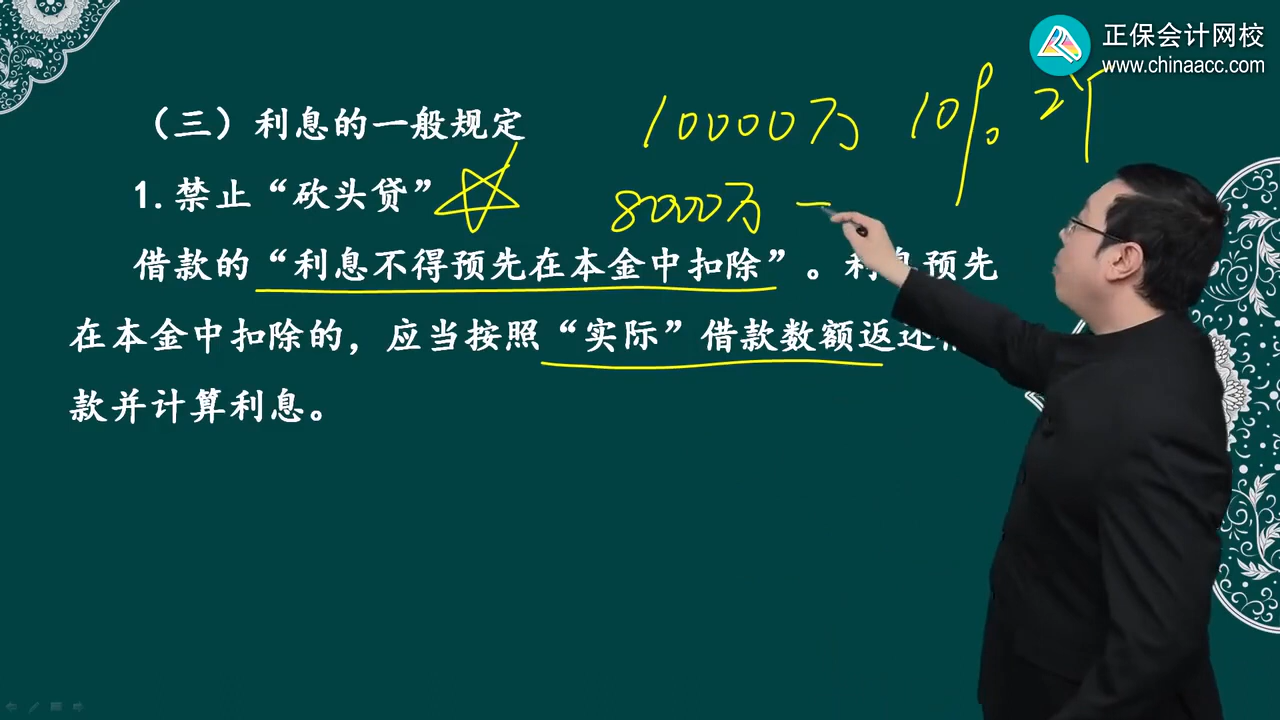 正保会计网校
www.chinaacc.com
（三）利息的一般规定
10000万 10% 2年
1.禁止“砍头贷”
8000万 一
借款的“利息不得预先在本金中扣除”。利息预先
在本金中扣除的，应当按照“实际”借款数额返还
款并计算利息。